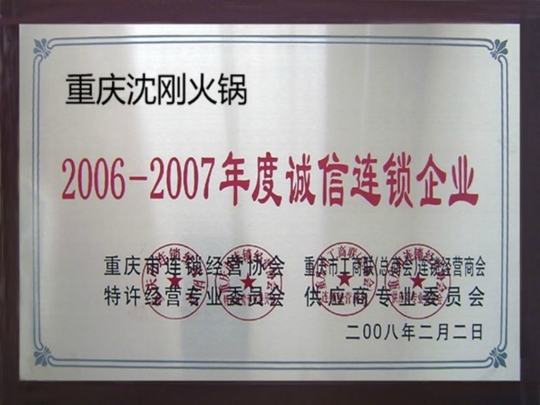 重庆沈刚火锅
2006-2007年度诚信连锁企业
重庆市连锁经营协会 重庆市工商联(总商会)连锁经营商会
特许经营专业委员会 供应商专业委员会
二00八年二月二日